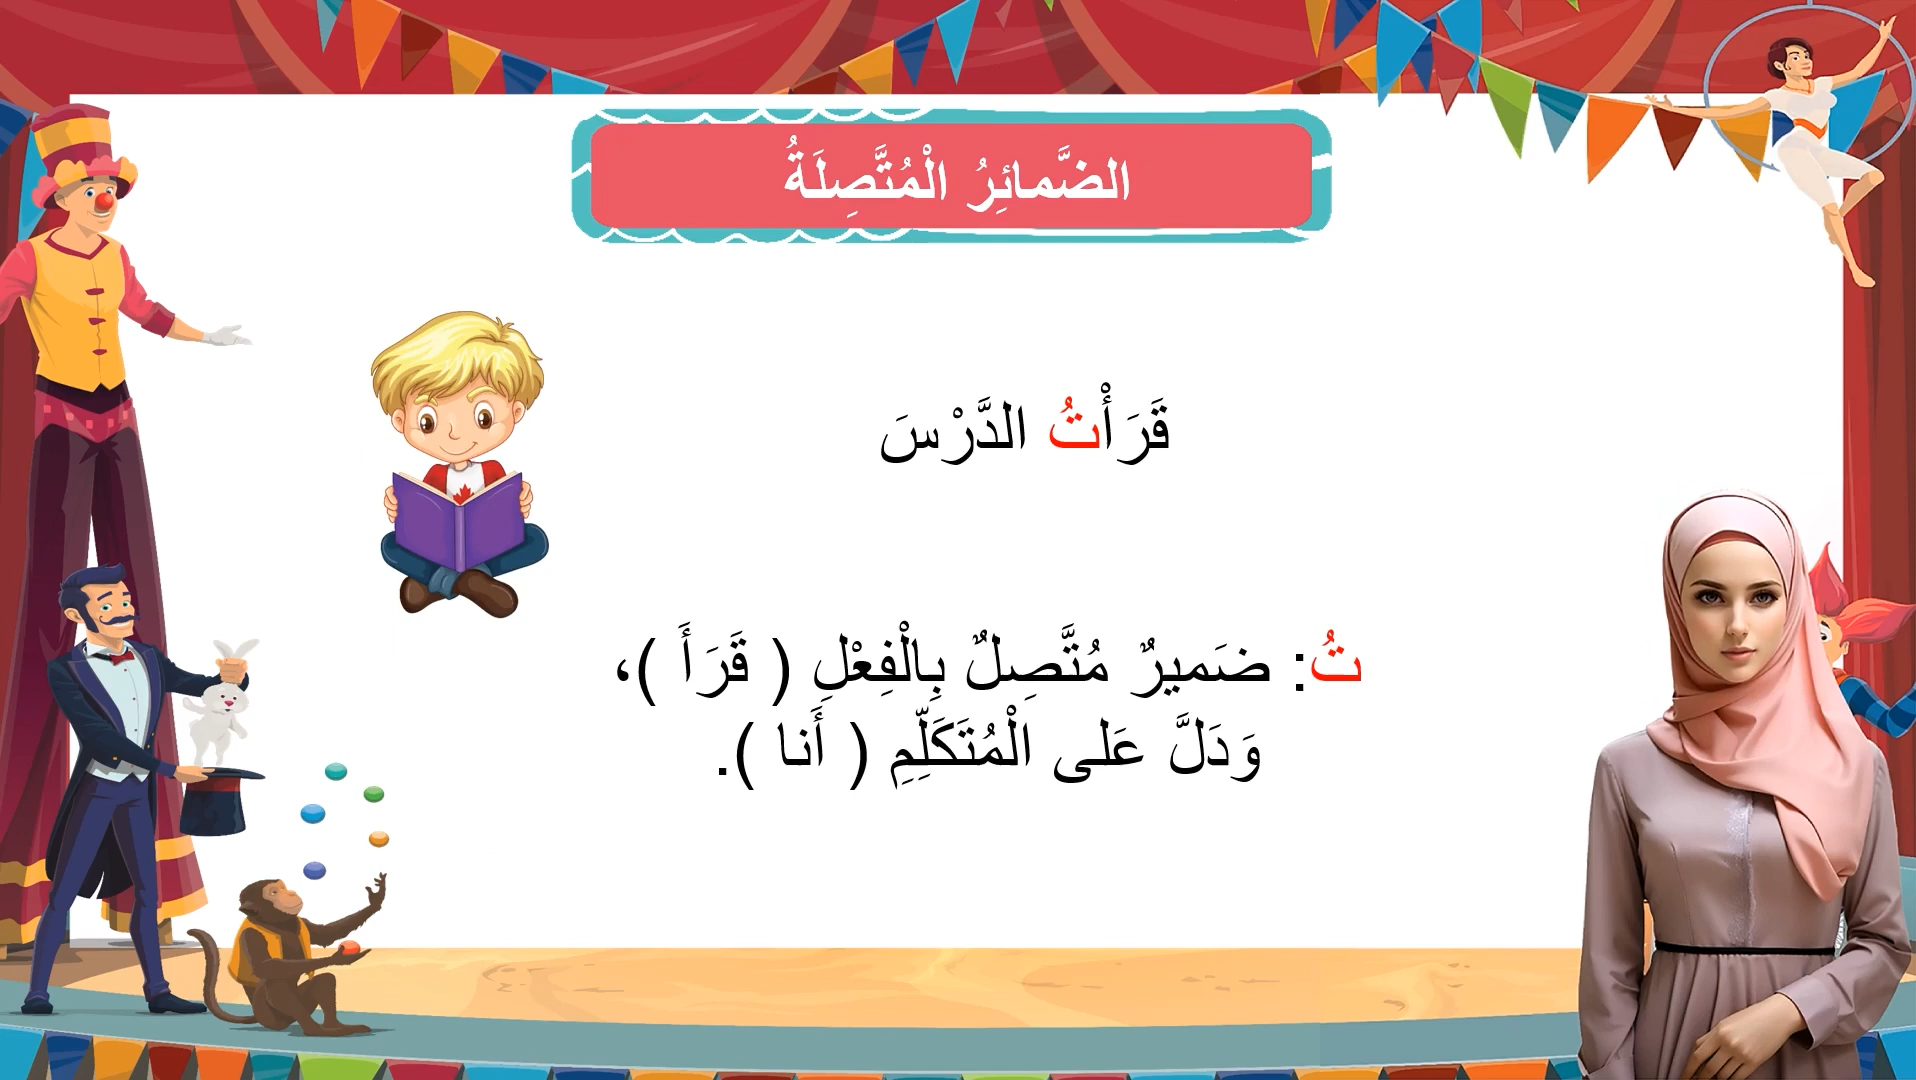 الضَّمائِرُ الْمُتَّصِلَةُ
قَرَأْتُ الدَّرْسَ
تُ: ضَميرٌ مُتَّصِلٌ بِالْفِعْلِ ( قَرَأَ )،
وَدَلَّ عَلى الْمُتَكَلِّمِ ( أَنا ).